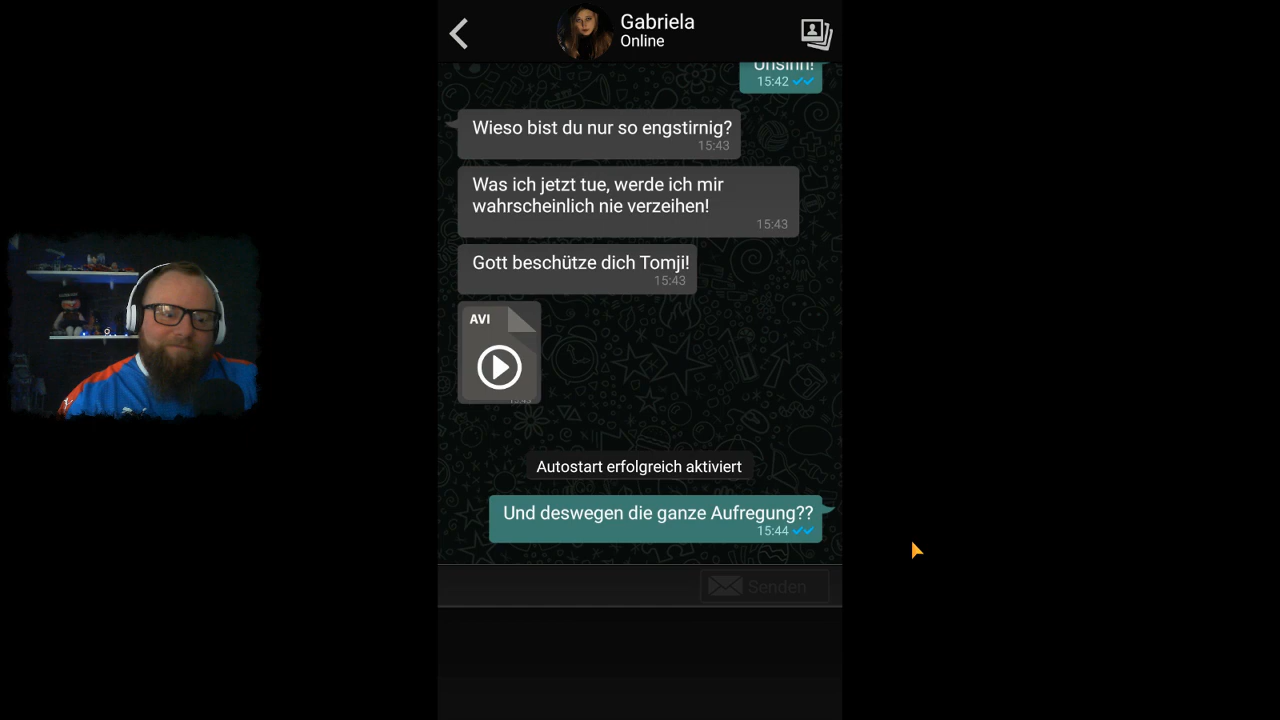 Gabriela
Online
Unsinn!
15:42
Wieso bist du nur so engstirnig?
15:43
Was ich jetzt tue, werde ich mir
wahrscheinlich nie verzeihen!
15:43
Gott beschütze dich Tomji!
15:43
AVI
15:43
Autostart erfolgreich aktiviert
Und deswegen die ganze Aufregung??
15:44
Senden